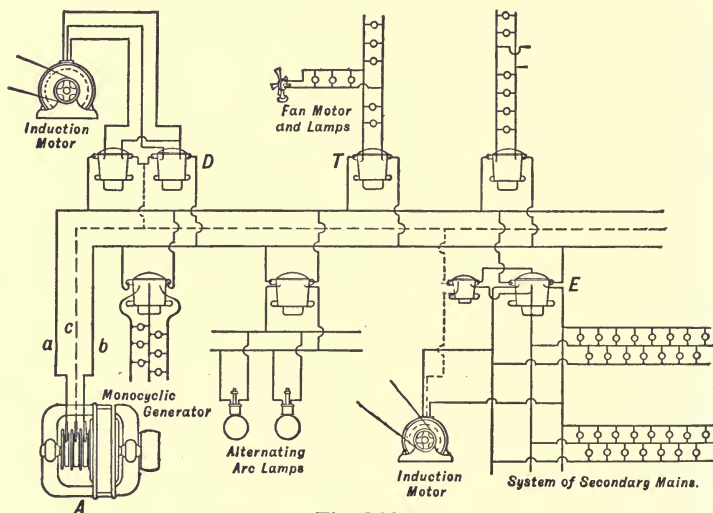 Induction
Motor
D
Fan Motor
and Lamps
T
E
a
c
b
Monocyclic
Generator
Alternating
Arc Lamps
Induction
Motor
System of Secondary Mains.
A